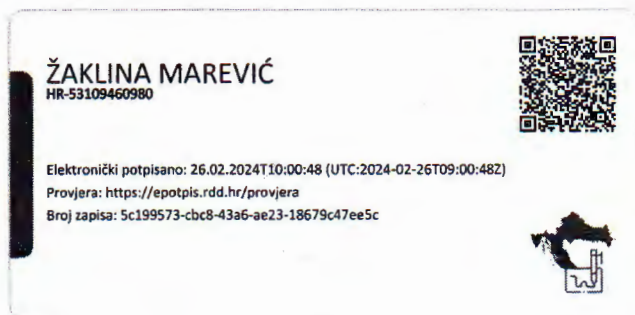 ŽAKLINA MAREVIĆ
HR-53109460980
Elektronički potpisano: 26.02.2024T10:00:48 (UTC:2024-02-26T09:00:48Z)
Provjera: https://epotpis.rdd.hr/provjera
Broj zapisa: 5c199573-cbc8-43a6-ae23-18679c47ee5c